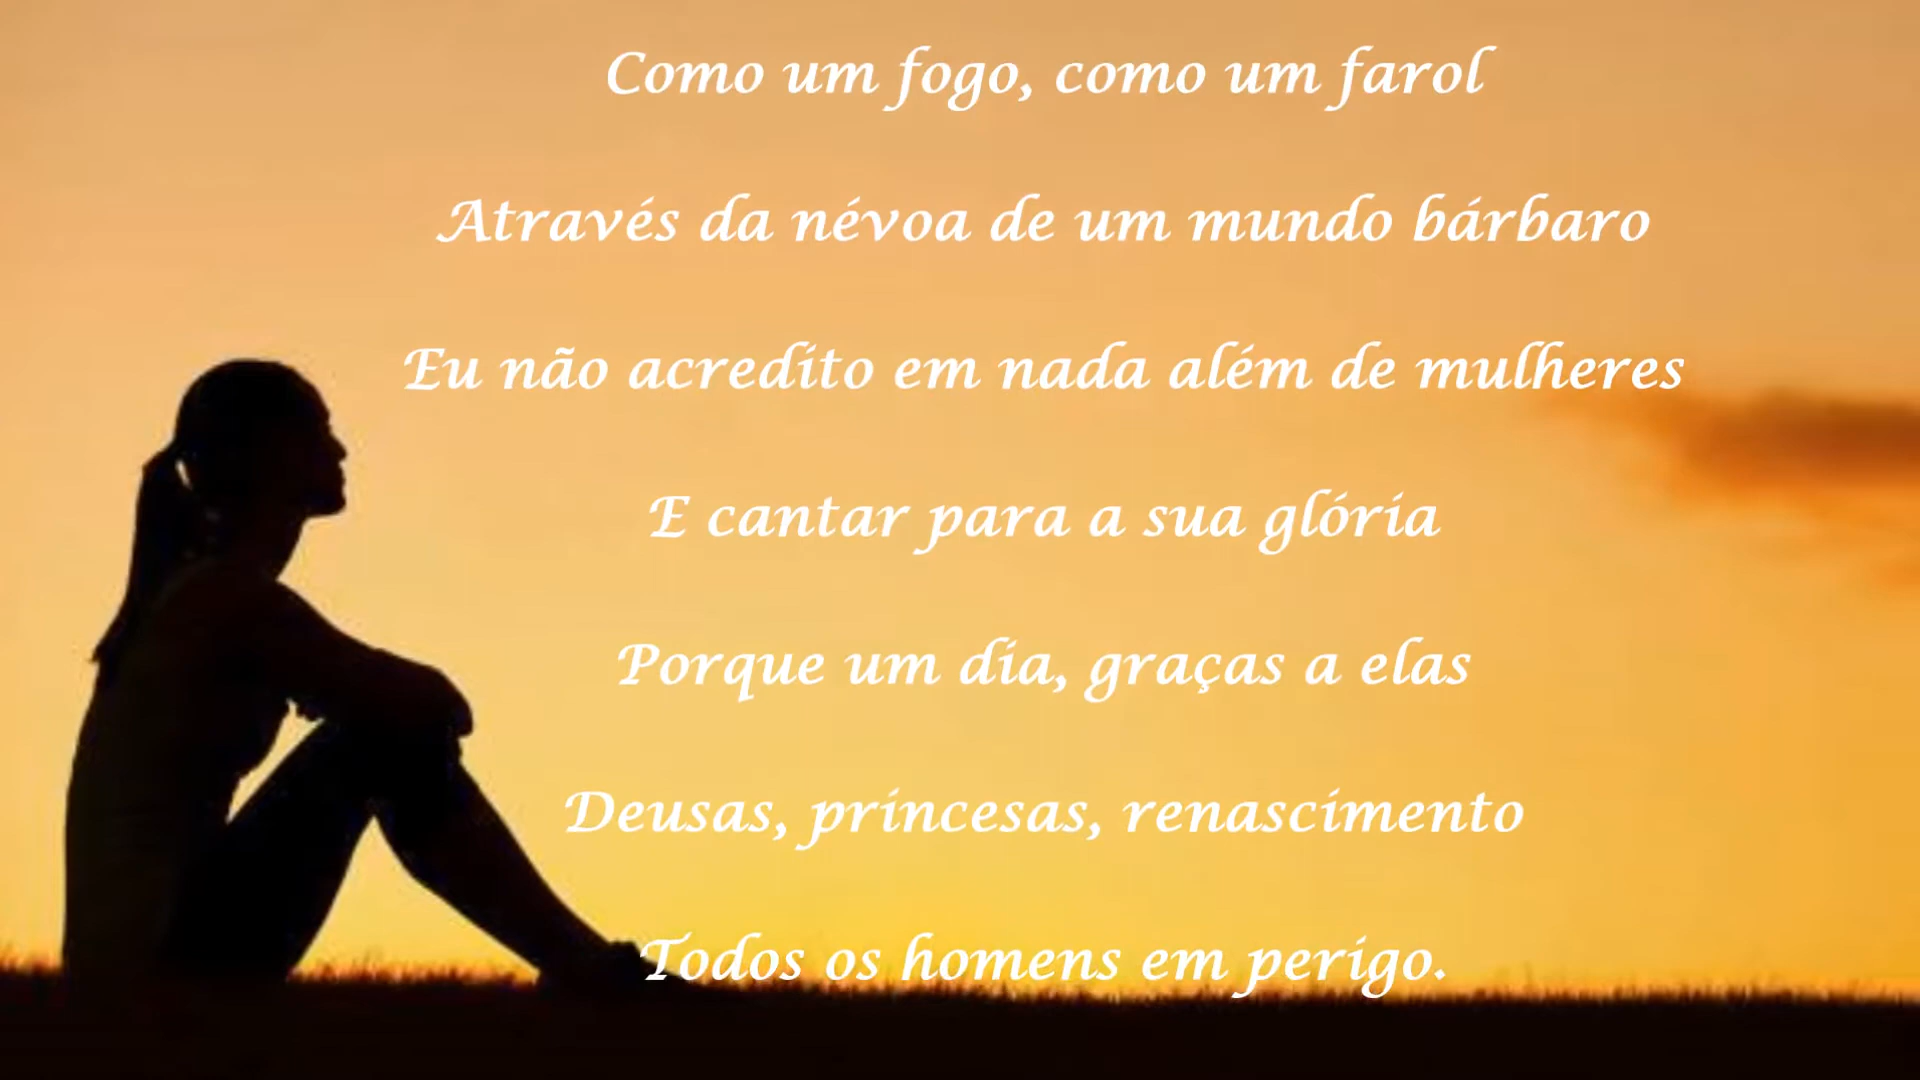 Como um fogo, como um farol
Através da névoa de um mundo bárbaro
Eu não acredito em nada além de mulheres
E cantar para a sua glória
Porque um dia, graças a elas
Deusas, princesas, renascimento
Todos os homens em perigo.